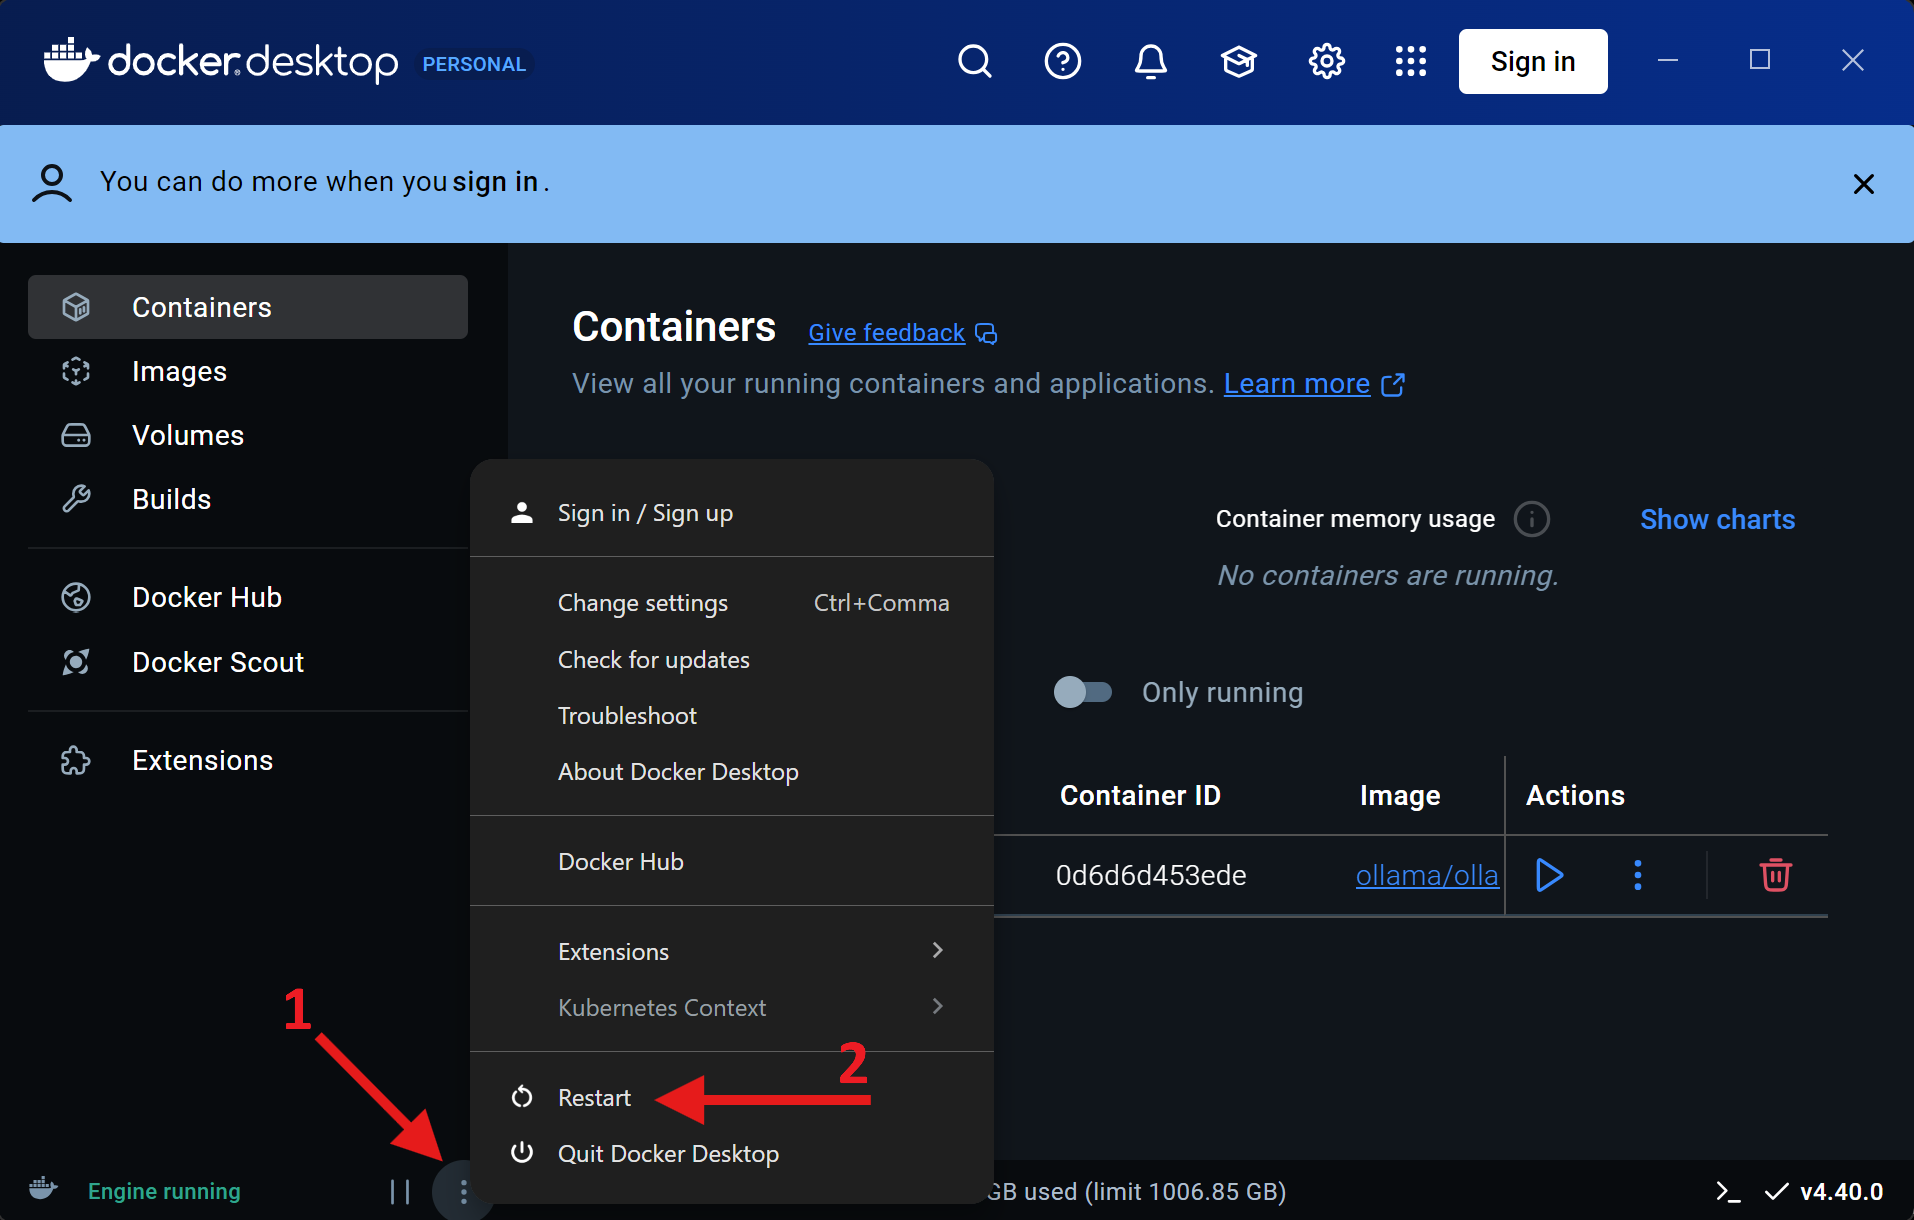 docker desktop PERSONAL
Sign in
You can do more when you sign in.
Containers
Images
Volumes
Builds
Docker Hub
Docker Scout
Extensions
Containers Give feedback
View all your running containers and applications. Learn more
Container memory usage Show charts
No containers are running.
Only running
Container ID Image Actions
0d6d6d453ede ollama/olla
Sign in / Sign up
Change settings Ctrl+Comma
Check for updates
Troubleshoot
About Docker Desktop
Docker Hub
Extensions
Kubernetes Context
Restart
Quit Docker Desktop
1
2
Engine running
GB used (limit 1006.85 GB)
v4.40.0